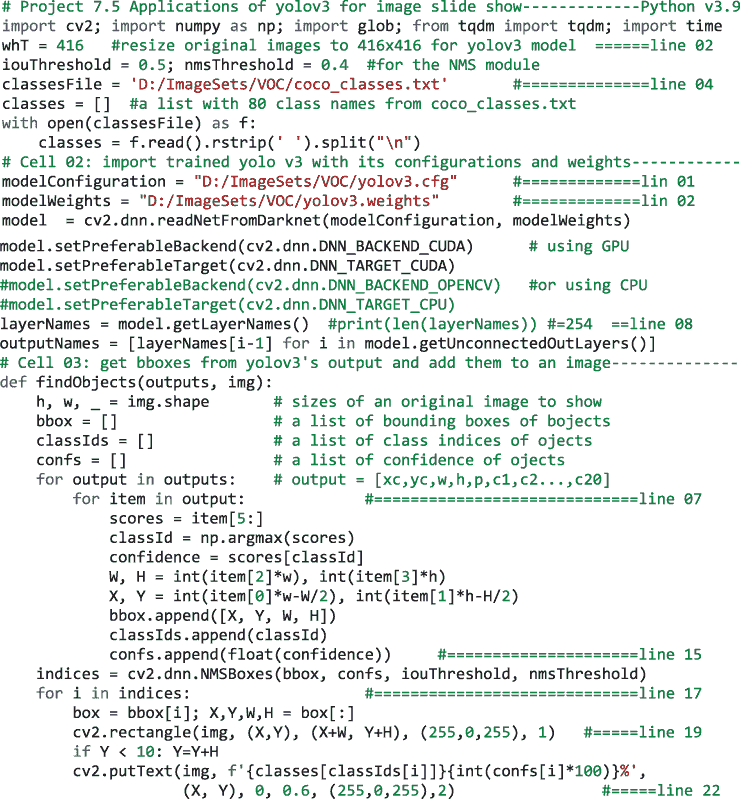 # Project 7.5 Applications of yolov3 for image slide show-------------Python v3.9
import cv2; import numpy as np; import glob; from tqdm import tqdm; import time
whT = 416   #resize original images to 416x416 for yolov3 model  ======line 02
iouThreshold = 0.5; nmsThreshold = 0.4  #for the NMS module
classesFile = 'D:/ImageSets/VOC/coco_classes.txt'       #==============line 04
classes = []  #a list with 80 class names from coco_classes.txt
with open(classesFile) as f:
    classes = f.read().rstrip(' ').split("\n")
# Cell 02: import trained yolo v3 with its configurations and weights------------
modelConfiguration = "D:/ImageSets/VOC/yolov3.cfg"      #=============lin 01
modelWeights = "D:/ImageSets/VOC/yolov3.weights"        #=============lin 02
model  = cv2.dnn.readNetFromDarknet(modelConfiguration, modelWeights)
model.setPreferableBackend(cv2.dnn.DNN_BACKEND_CUDA)      # using GPU
model.setPreferableTarget(cv2.dnn.DNN_TARGET_CUDA)
#model.setPreferableBackend(cv2.dnn.DNN_BACKEND_OPENCV)   #or using CPU
#model.setPreferableTarget(cv2.dnn.DNN_TARGET_CPU)
layerNames = model.getLayerNames()  #print(len(layerNames)) #=254  ==line 08
outputNames = [layerNames[i-1] for i in model.getUnconnectedOutLayers()]
# Cell 03: get bboxes from yolov3's output and add them to an image--------------
def findObjects(outputs, img):
    h, w, _ = img.shape       # sizes of an original image to show
    bbox = []                 # a list of bounding boxes of bojects
    classIds = []             # a list of class indices of ojects
    confs = []                # a list of confidence of ojects
    for output in outputs:    # output = [xc,yc,w,h,p,c1,c2...,c20]
        for item in output:             #=============================line 07
            scores = item[5:]
            classId = np.argmax(scores)
            confidence = scores[classId]
            W, H = int(item[2]*w), int(item[3]*h)
            X, Y = int(item[0]*w-W/2), int(item[1]*h-H/2)
            bbox.append([X, Y, W, H])
            classIds.append(classId)
            confs.append(float(confidence))     #=====================line 15
    indices = cv2.dnn.NMSBoxes(bbox, confs, iouThreshold, nmsThreshold)
    for i in indices:                   #=============================line 17
        box = bbox[i]; X,Y,W,H = box[:]
        cv2.rectangle(img, (X,Y), (X+W, Y+H), (255,0,255), 1)   #=====line 19
        if Y < 10: Y=Y+H
        cv2.putText(img, f'{classes[classIds[i]]}{int(confs[i]*100)}%',
                    (X, Y), 0, 0.6, (255,0,255),2)                #=====line 22